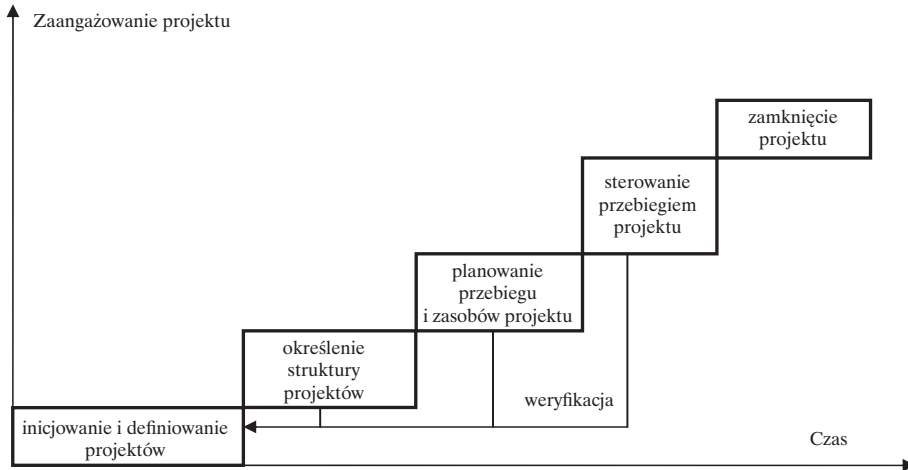 Zaangażowanie projektu
zamknięcie
projektu
sterowanie
przebiegiem
projektu
planowanie
przebiegu
i zasobów projektu
określenie
struktury
projektów
weryfikacja
inicjowanie i definiowanie
projektów
Czas